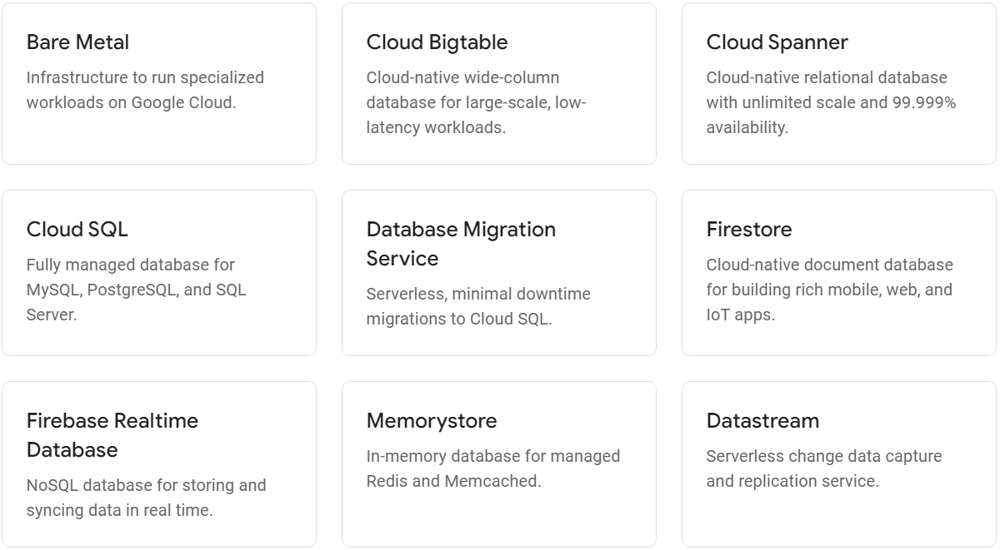 Bare Metal
Infrastructure to run specialized
workloads on Google Cloud.
Cloud Bigtable
Cloud-native wide-column
database for large-scale, low-
latency workloads.
Cloud Spanner
Cloud-native relational database
with unlimited scale and 99.999%
availability.
Cloud SQL
Fully managed database for
MySQL, PostgreSQL, and SQL
Server.
Database Migration
Service
Serverless, minimal downtime
migrations to Cloud SQL.
Firestore
Cloud-native document database
for building rich mobile, web, and
IoT apps.
Firebase Realtime
Database
NoSQL database for storing and
syncing data in real time.
Memorystore
In-memory database for managed
Redis and Memcached.
Datastream
Serverless change data capture
and replication service.